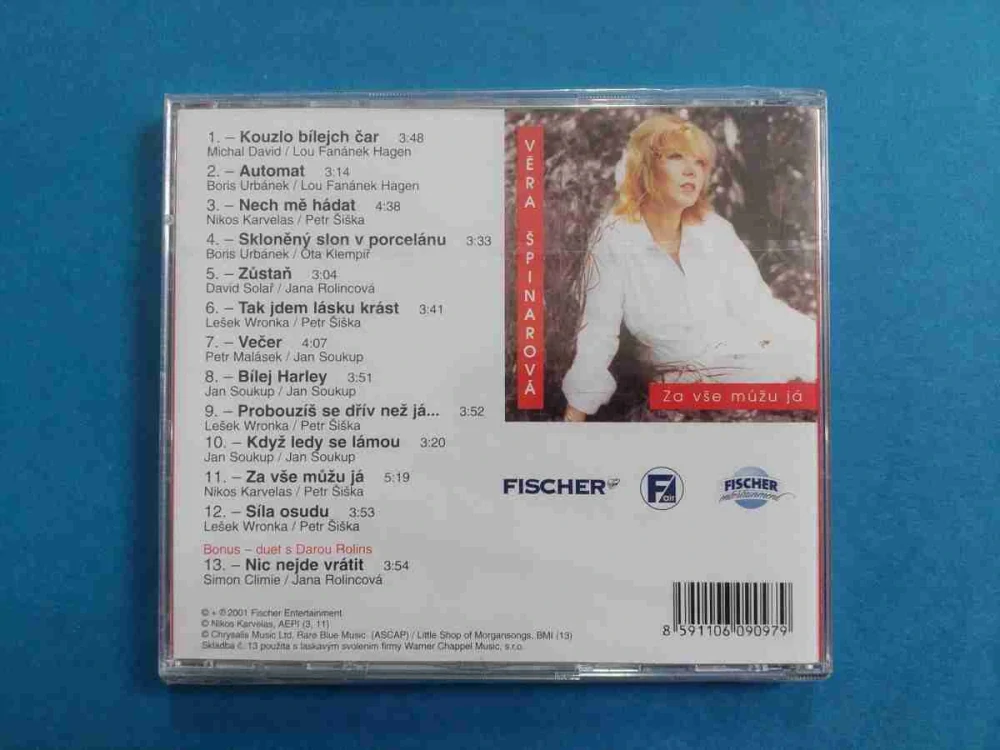 1. – Kouzlo bílejch čar 3:48
Michal David / Lou Fanánek Hagen
2. – Automat 3:14
Boris Urbánek / Lou Fanánek Hagen
3. – Nech mě hádat 4:38
Nikos Karvelas / Petr Šiška
4. – Skloněný slon v porcelánu 3:33
Boris Urbánek / Ota Klempíř
5. – Zůstaň 3:04
David Solař / Jana Rolincová
6. – Tak jdem lásku krást 3:41
Lešek Wronka / Petr Šiška
7. – Večer 4:07
Petr Malásek / Jan Soukup
8. – Bílej Harley 3:51
Jan Soukup / Jan Soukup
9. – Probouzíš se dřív než já... 3:52
Lešek Wronka / Petr Šiška
10. – Když ledy se lámou 3:20
Jan Soukup / Jan Soukup
11. – Za vše můžu já 5:19
Nikos Karvelas / Petr Šiška
12. – Síla osudu 3:53
Lešek Wronka / Petr Šiška
Bonus – duet s Darou Rolins
13. – Nic nejde vrátit 3:54
Simon Climie / Jana Rolincová
© + ℗ 2001 Fischer Entertainment
© Nikos Karvelas, AEPI (3, 11)
© Chrysalis Music Ltd. Rare Blue Music (ASCAP) / Little Shop of Morgansongs, BMI (13)
Skladba č. 13 použita s laskavým svolením firmy Warner Chappel Music, s.r.o.
VĚRA ŠPINAROVÁ
Za vše můžu já
FISCHER
F air
FISCHER
entertainment
8 591106 090979